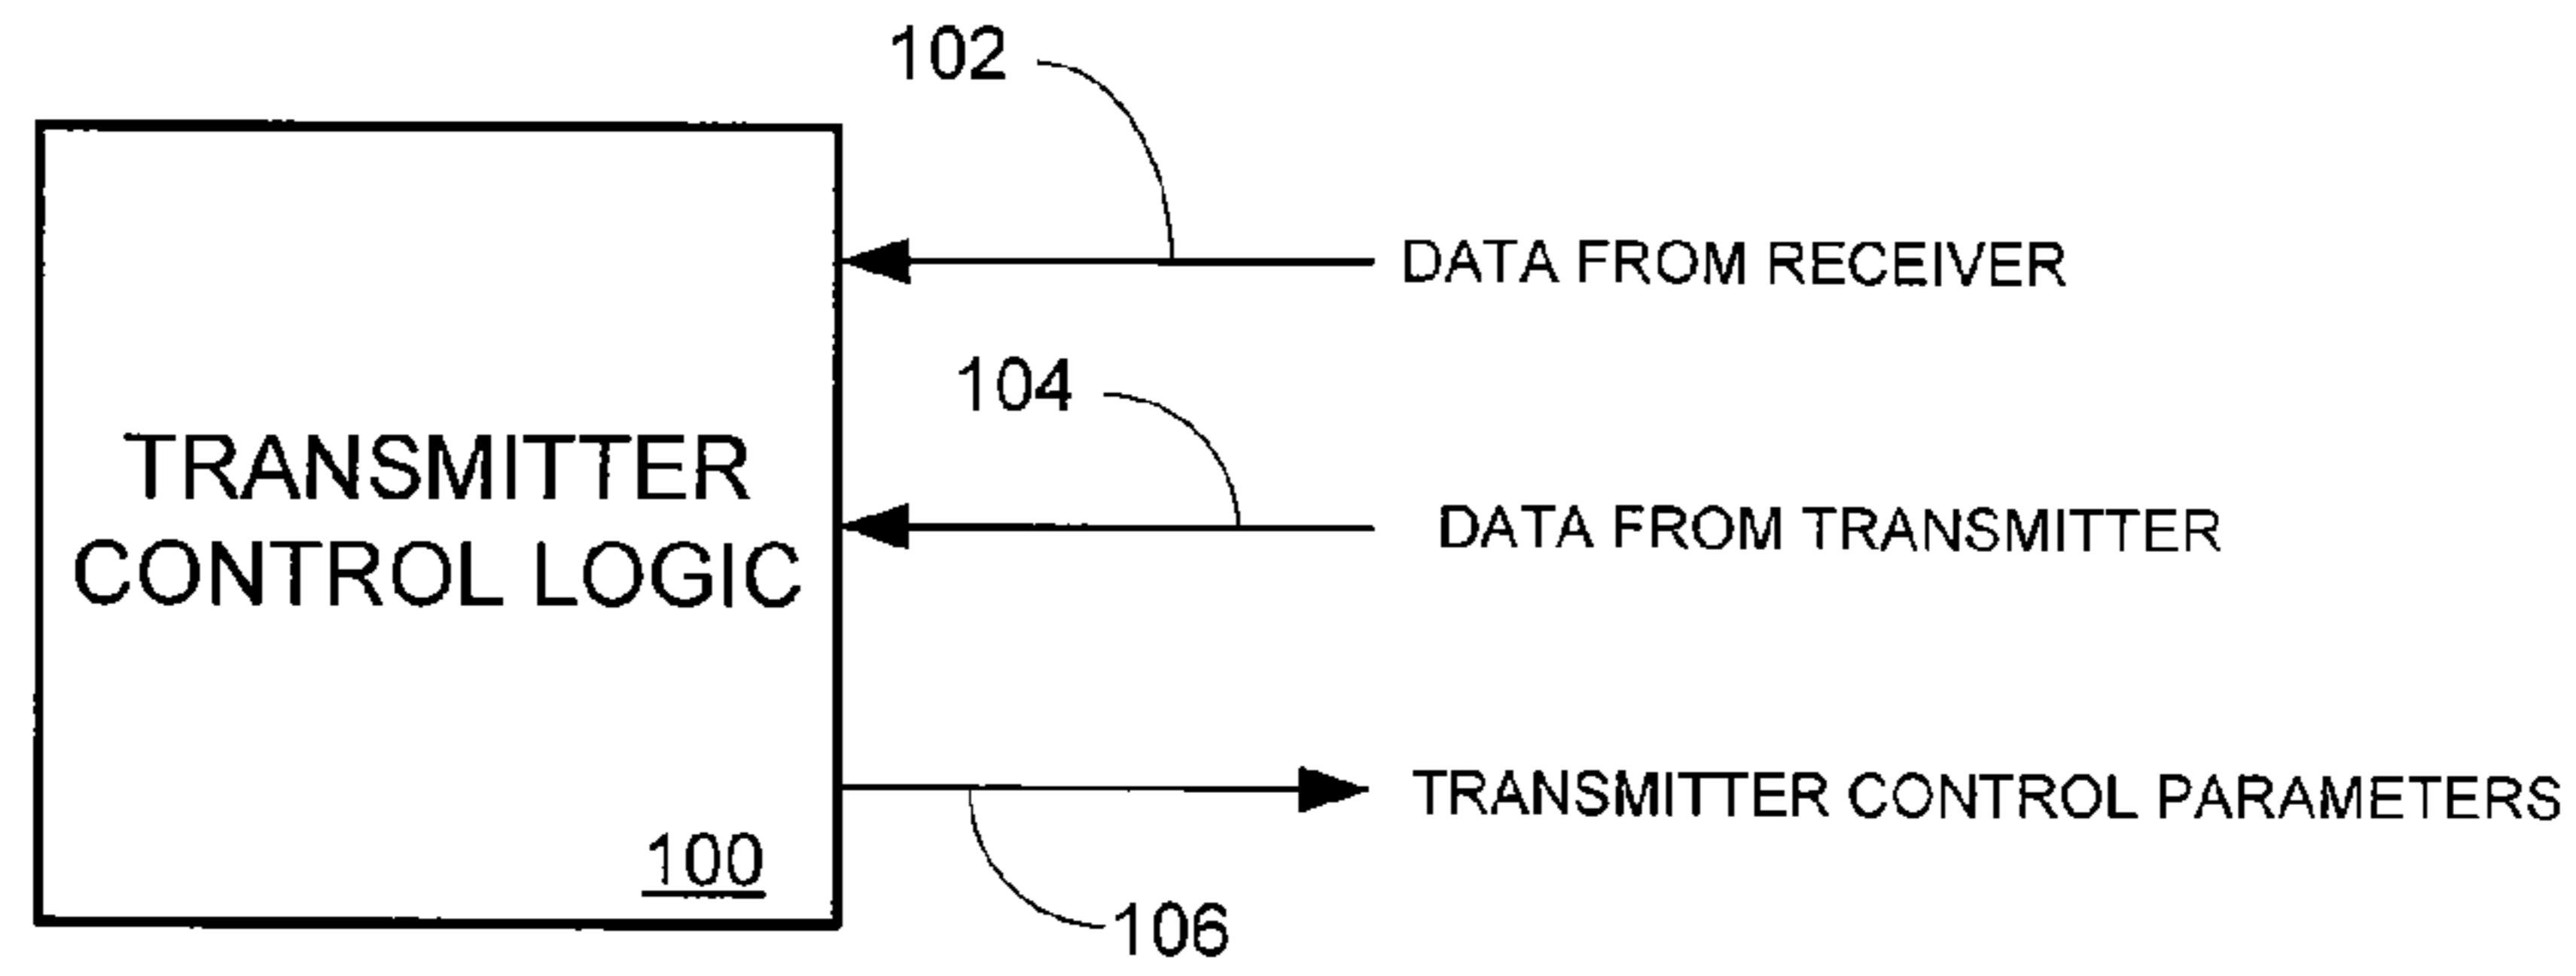 102
DATA FROM RECEIVER
104
TRANSMITTER
CONTROL LOGIC
DATA FROM TRANSMITTER
TRANSMITTER CONTROL PARAMETERS
100
106